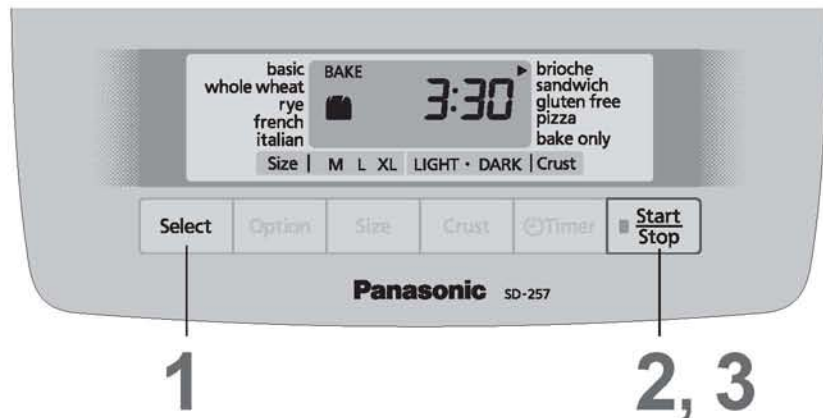 basic
whole wheat
rye
french
italian
BAKE
3:30
brioche
sandwich
gluten free
pizza
bake only
Size | M L XL LIGHT · DARK | Crust
Select Option Size Crust Timer Start
Stop
Panasonic SD-257
1 2, 3